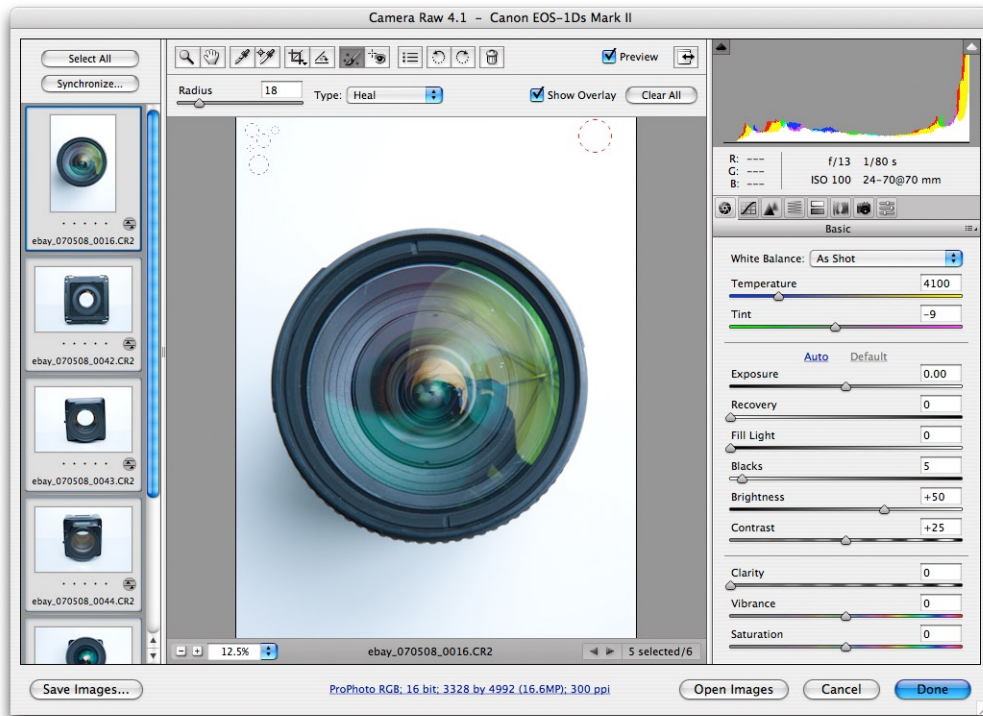 Camera Raw 4.1 – Canon EOS-1Ds Mark II
Select All
Synchronize...
ebay_070508_0016.CR2
ebay_070508_0042.CR2
ebay_070508_0043.CR2
ebay_070508_0044.CR2
Preview
Radius 18 Type: Heal Show Overlay Clear All
12.5% ebay_070508_0016.CR2 5 selected/6
R: ---
G: ---
B: ---
f/13 1/80 s
ISO 100 24-70@70 mm
Basic
White Balance: As Shot
Temperature 4100
Tint -9
Auto Default
Exposure 0.00
Recovery 0
Fill Light 0
Blacks 5
Brightness +50
Contrast +25
Clarity 0
Vibrance 0
Saturation 0
Save Images... ProPhoto RGB; 16 bit; 3328 by 4992 (16.6MP); 300 ppi Open Images Cancel Done